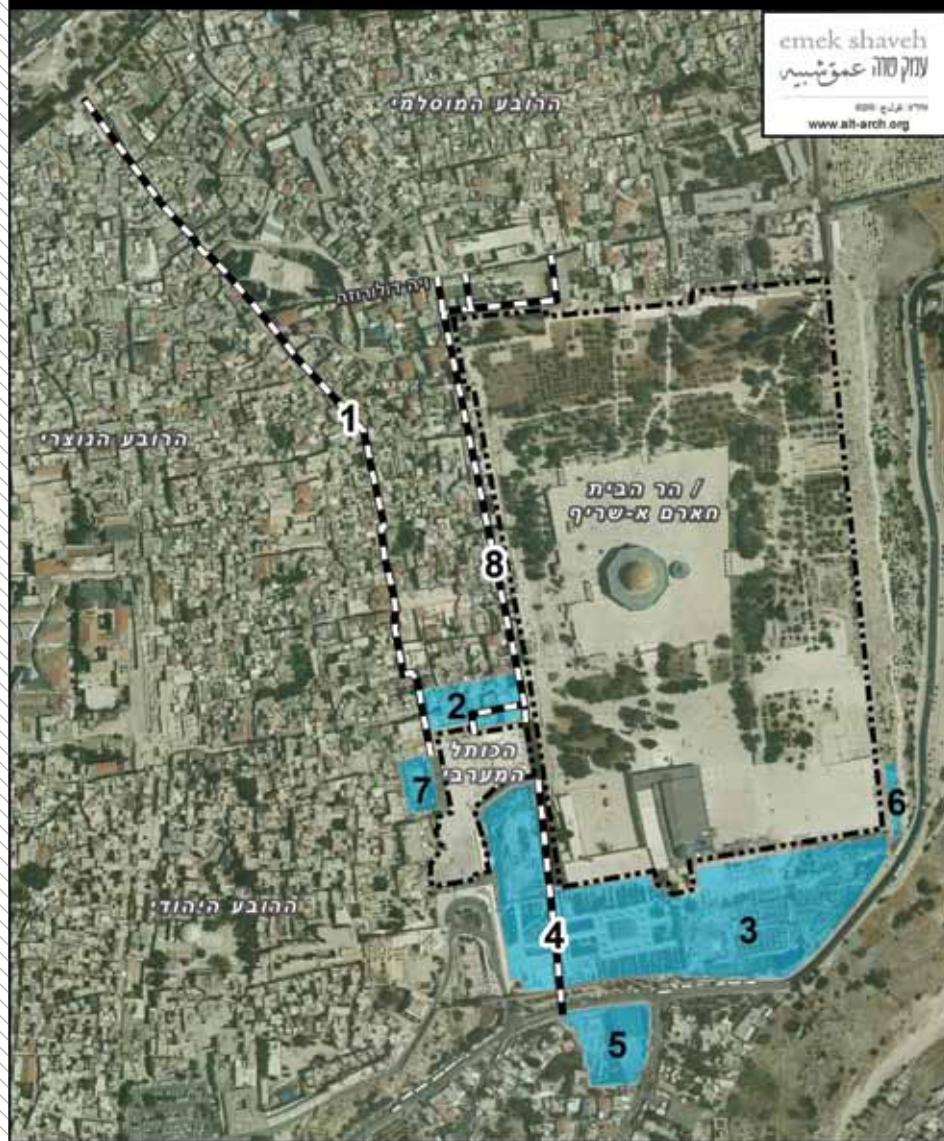 emek shaveh
עמק שווה عمق شبيه
www.alt-arch.org
הרובע המוסלמי
ויה דולורוזה
1
הרובע הנוצרי
הר הבית /
חארם א-שריף
8
2
הכותל
המערבי
7
6
הרובע היהודי
3
4
5